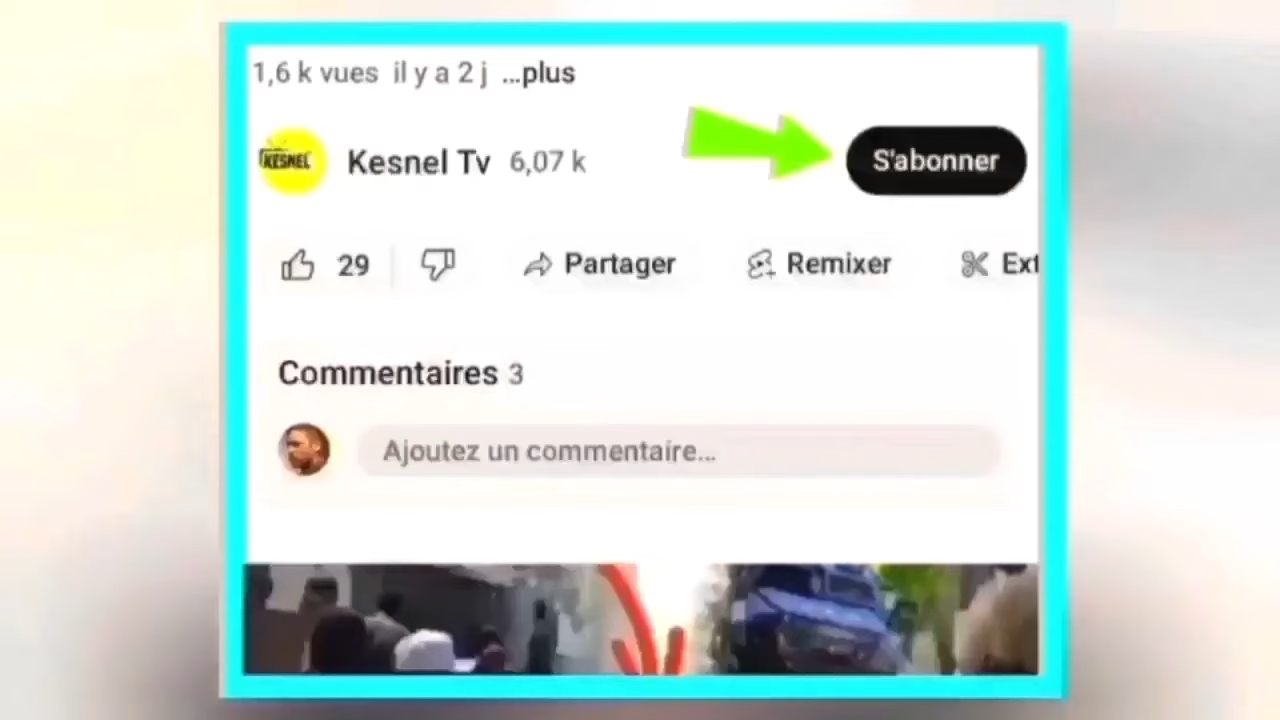 1,6 k vues il y a 2 j ...plus
KESNEL
Kesnel Tv 6,07 k
S'abonner
29
Partager
Remixer
Ext
Commentaires 3
Ajoutez un commentaire...